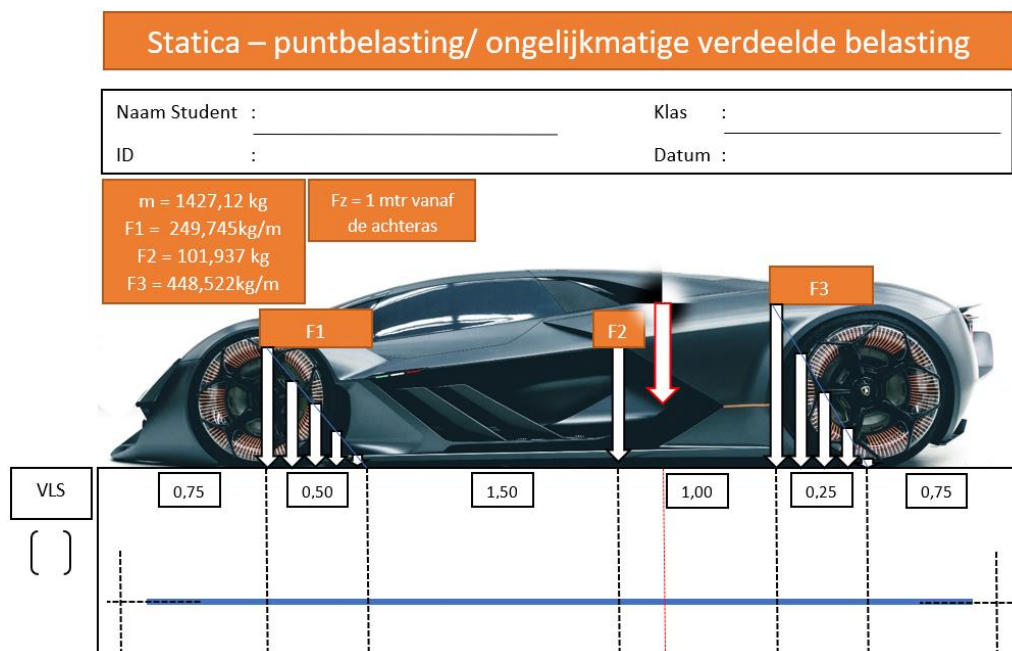 Statica – puntbelasting/ ongelijkmatige verdeelde belasting
Naam Student :
Klas :
ID :
Datum :
m = 1427,12 kg
F1 = 249,745kg/m
F2 = 101,937 kg
F3 = 448,522kg/m
Fz = 1 mtr vanaf
de achteras
F1
F2
F3
VLS
0,75
0,50
1,50
1,00
0,25
0,75